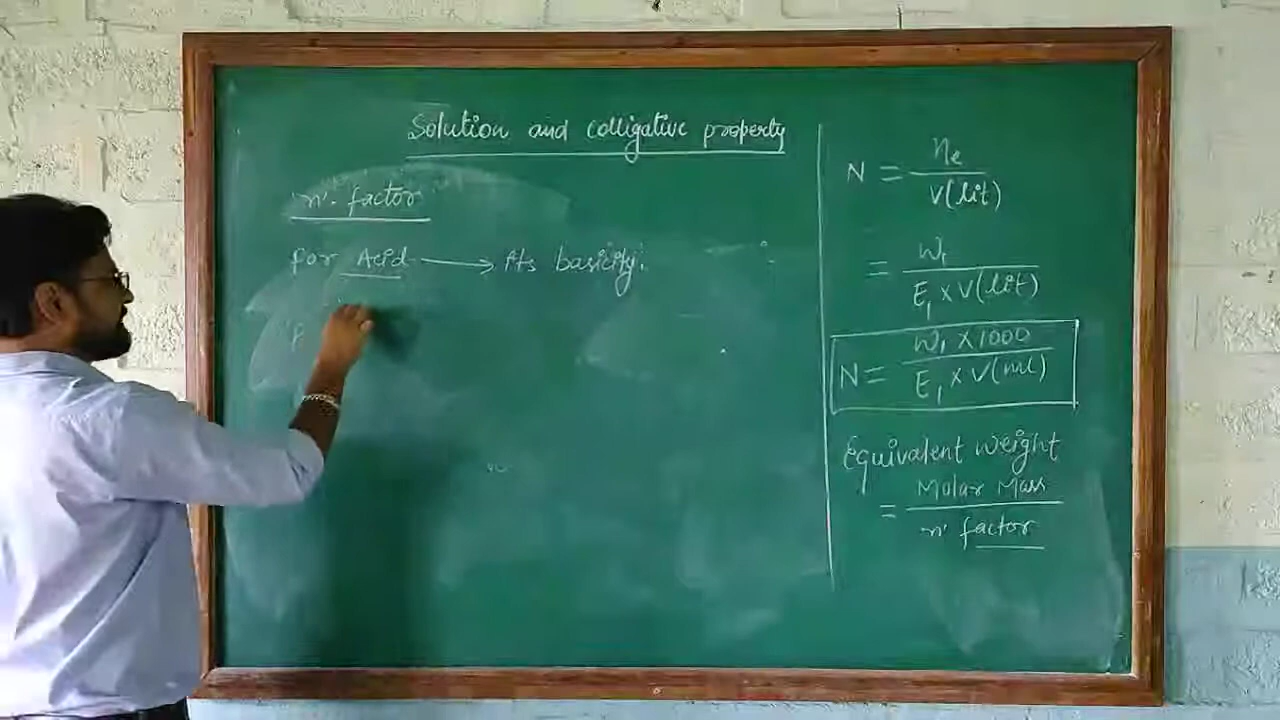 Solution and colligative property
'n'. factor
for Acid ⟶ its basicity.
F
N = ne / V(lit)
= W1 / E1 × V(lit)
N = W1 × 1000 / E1 × V(ml)
Equivalent Weight
= Molar Mass / 'n' factor